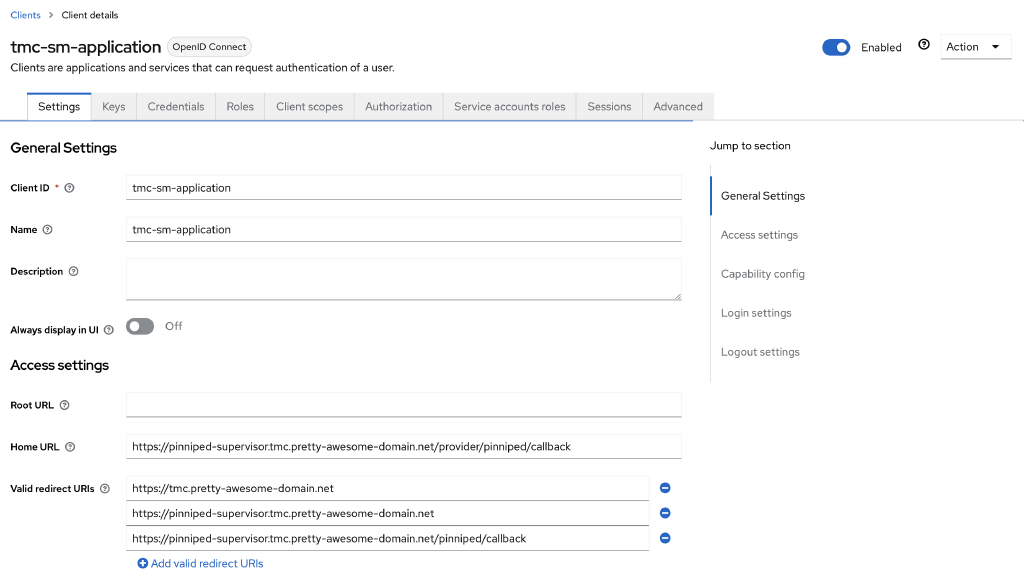 Clients > Client details
tmc-sm-application OpenID Connect
Enabled Action
Clients are applications and services that can request authentication of a user.
Settings Keys Credentials Roles Client scopes Authorization Service accounts roles Sessions Advanced
General Settings
Client ID * tmc-sm-application
Name tmc-sm-application
Description
Always display in UI Off
Access settings
Root URL
Home URL https://pinniped-supervisor.tmc.pretty-awesome-domain.net/provider/pinniped/callback
Valid redirect URIs https://tmc.pretty-awesome-domain.net
https://pinniped-supervisor.tmc.pretty-awesome-domain.net
https://pinniped-supervisor.tmc.pretty-awesome-domain.net/pinniped/callback
Add valid redirect URIs
Jump to section
General Settings
Access settings
Capability config
Login settings
Logout settings